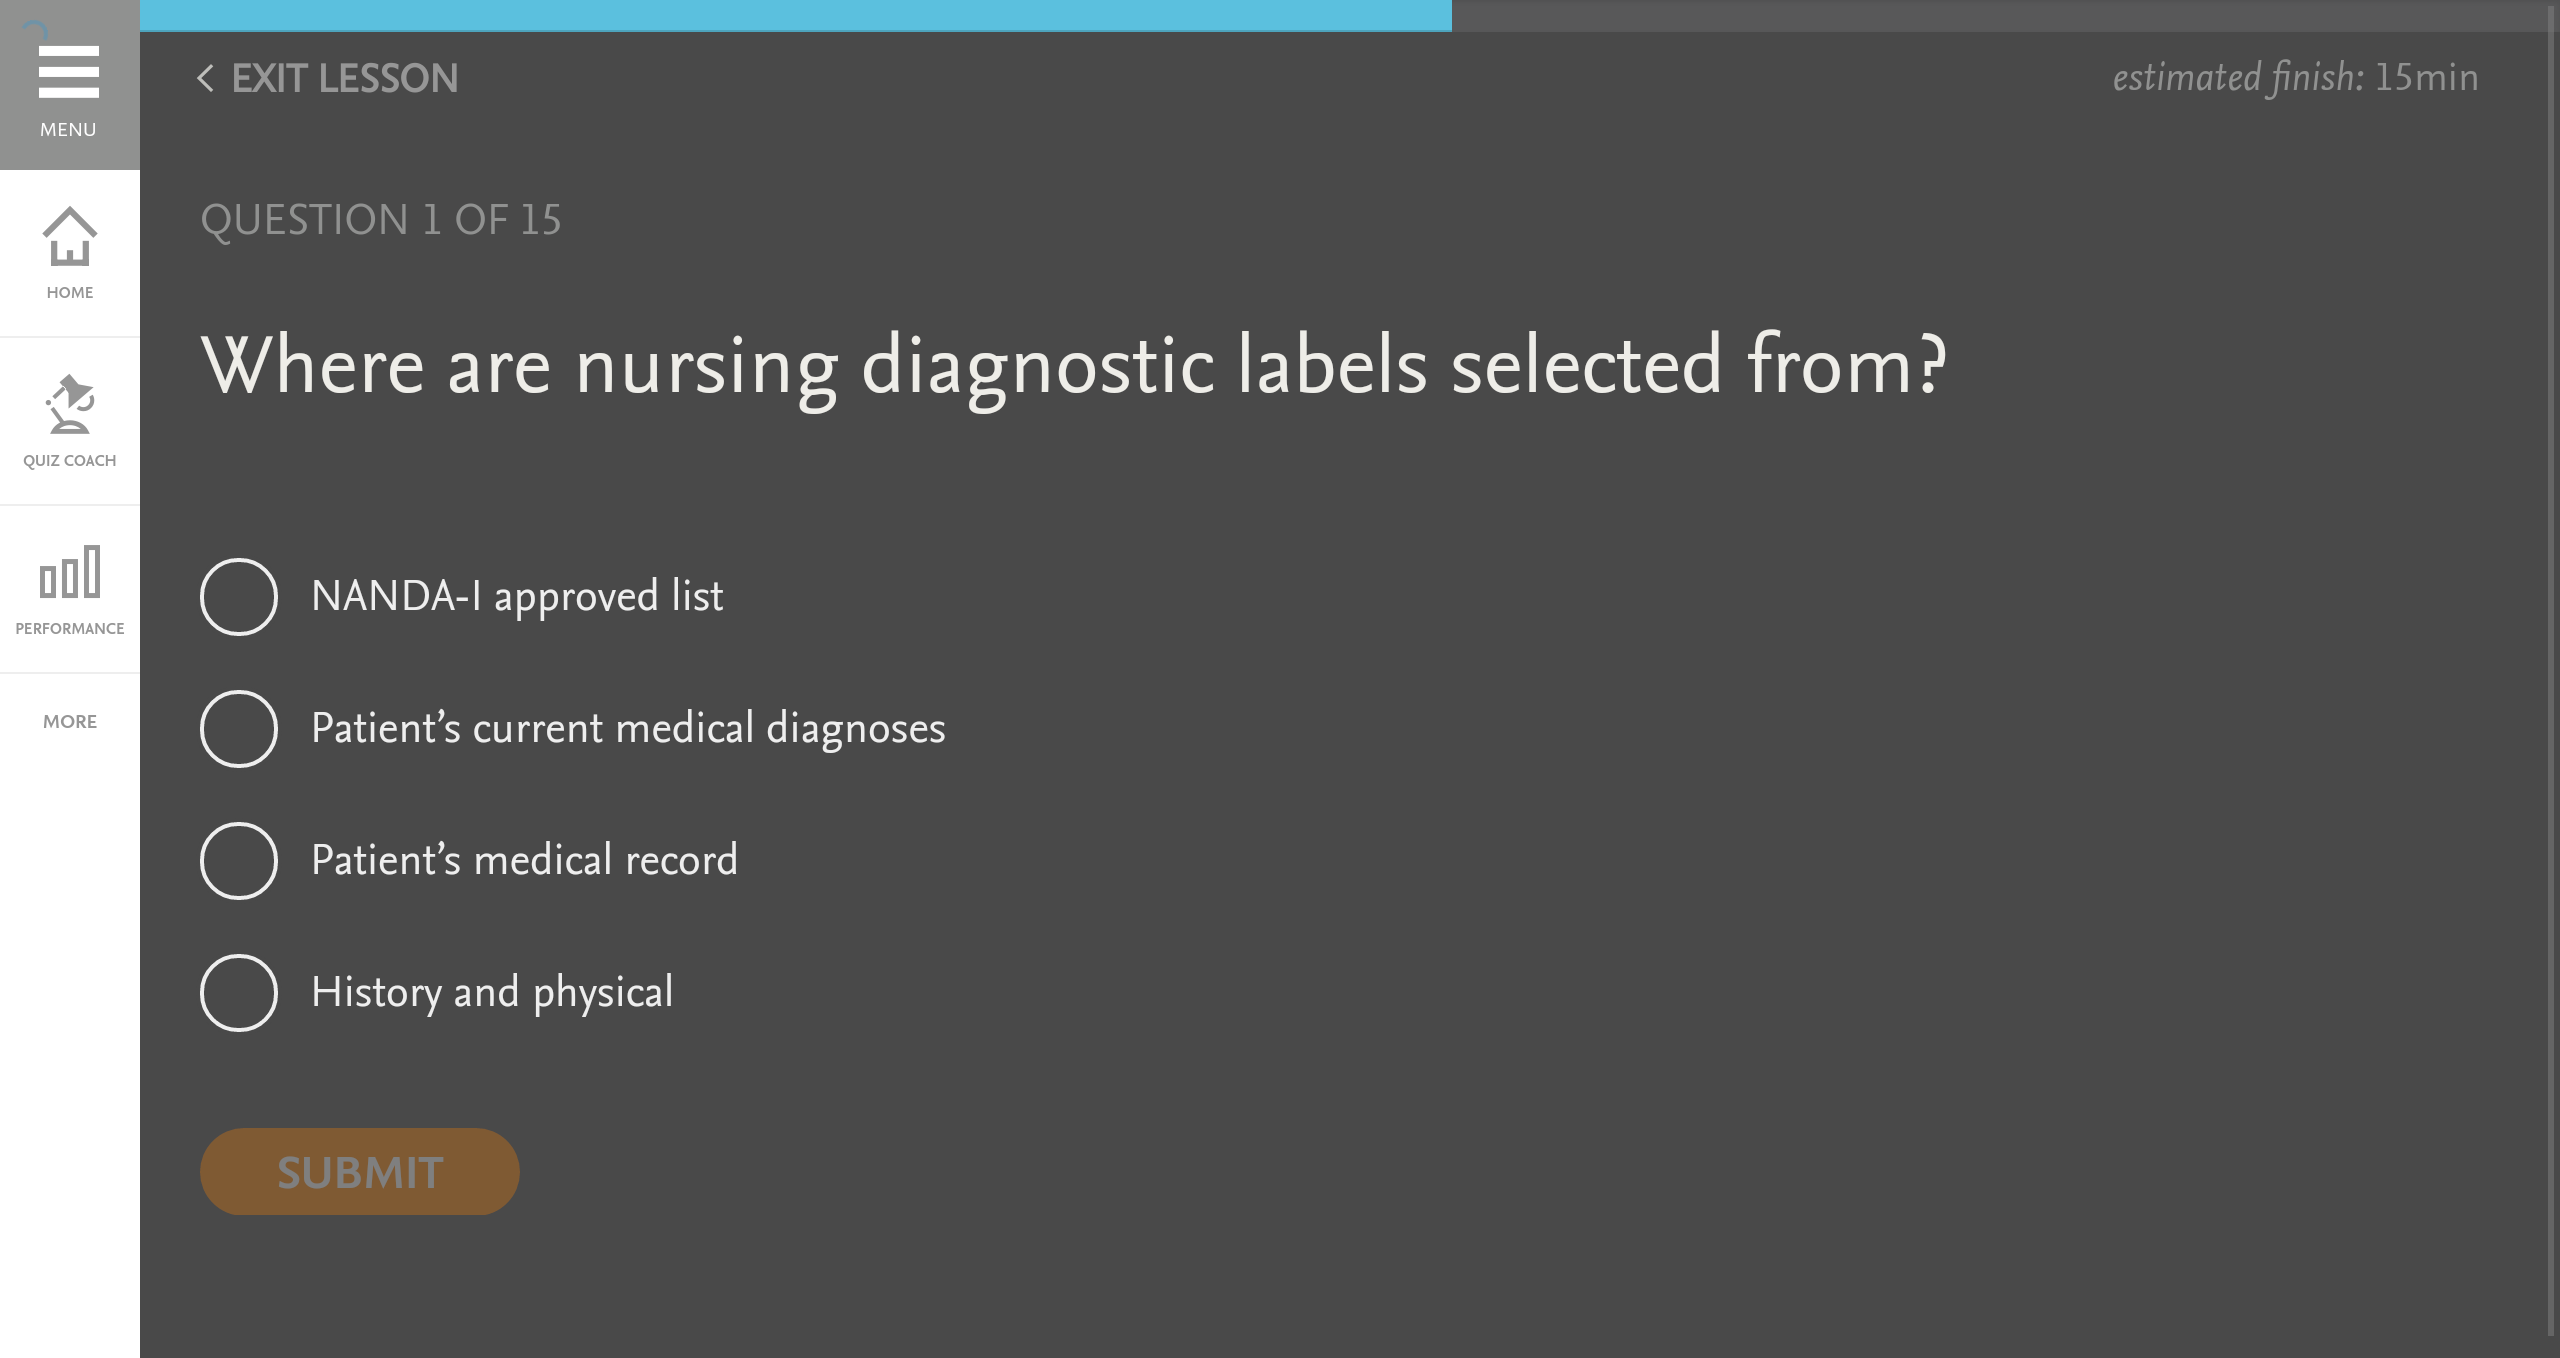 MENU
HOME
QUIZ COACH
PERFORMANCE
MORE
EXIT LESSON
estimated finish: 15min
QUESTION 1 OF 15
Where are nursing diagnostic labels selected from?
NANDA-I approved list
Patient’s current medical diagnoses
Patient’s medical record
History and physical
SUBMIT